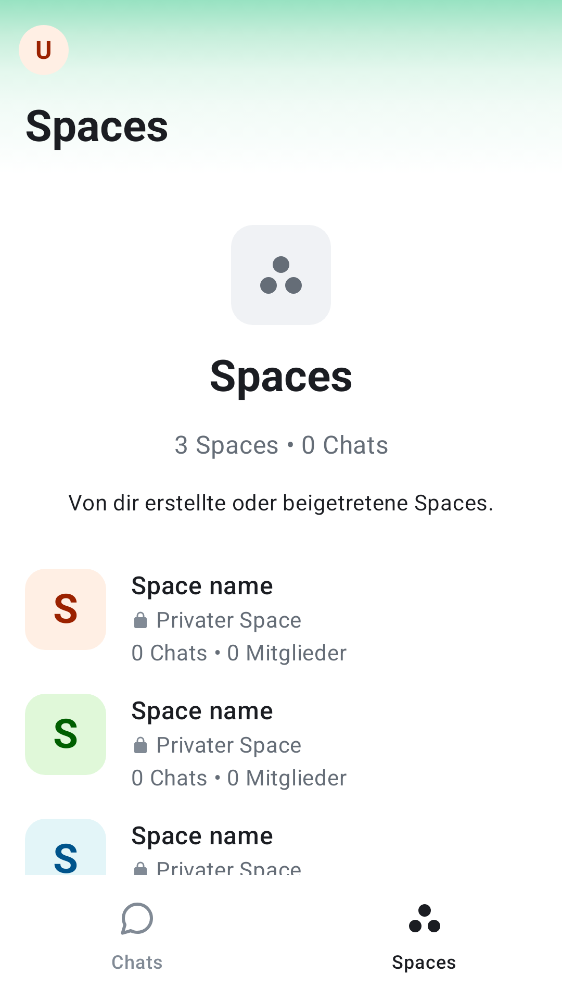 U
Spaces
Spaces
3 Spaces • 0 Chats
Von dir erstellte oder beigetretene Spaces.
S
Space name
Privater Space
0 Chats • 0 Mitglieder
S
Space name
Privater Space
0 Chats • 0 Mitglieder
S
Space name
Privater Space
Chats
Spaces